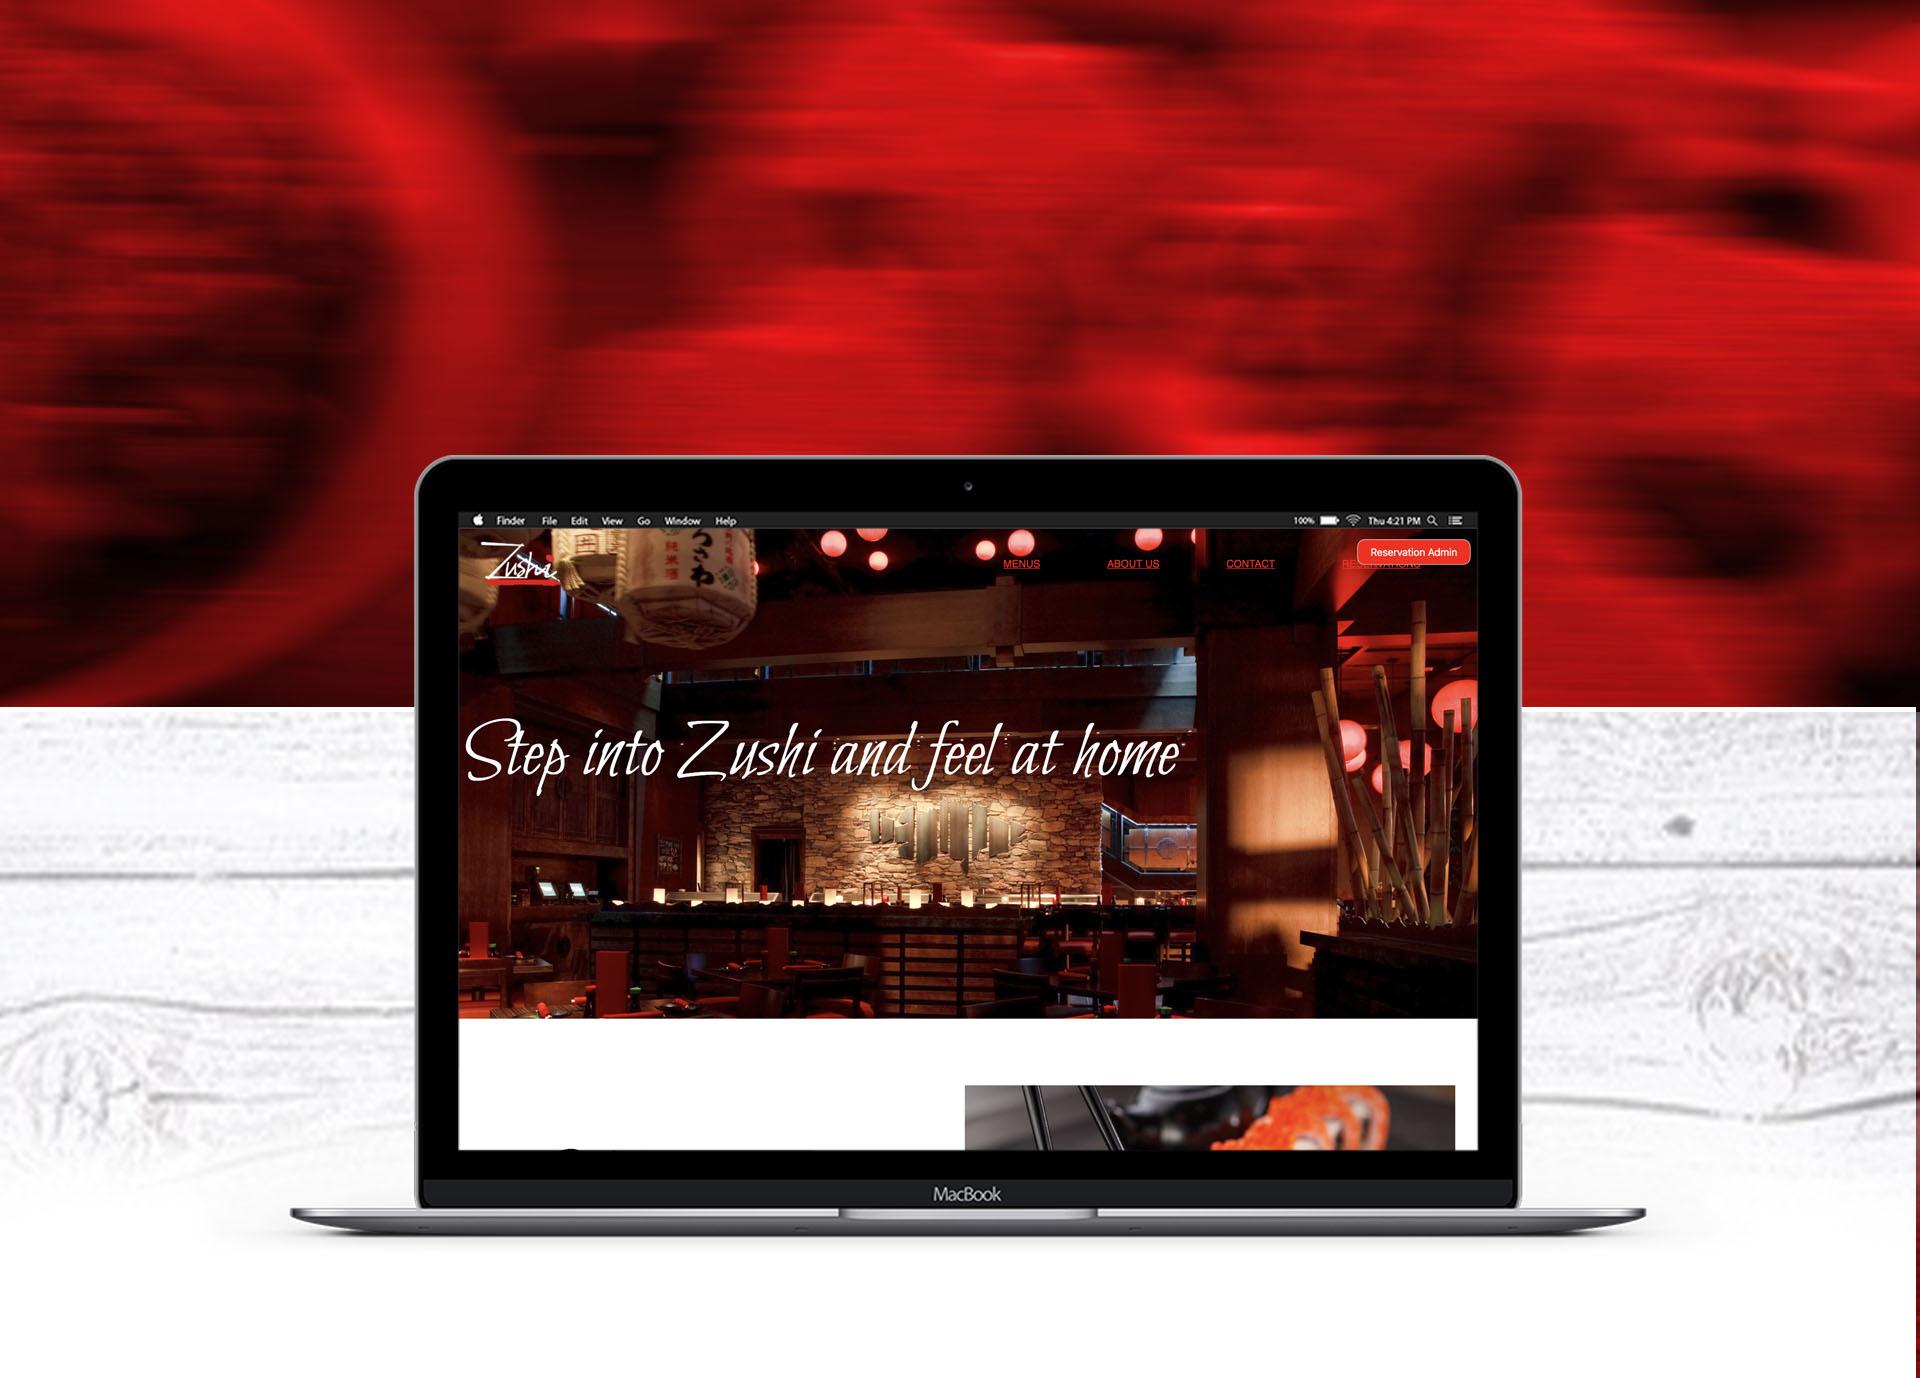 Finder File Edit View Go Window Help 100% Thu 4:21 PM
Zushi
MENUS ABOUT US CONTACT RESERVATIONS
Reservation Admin
Step into Zushi and feel at home
MacBook